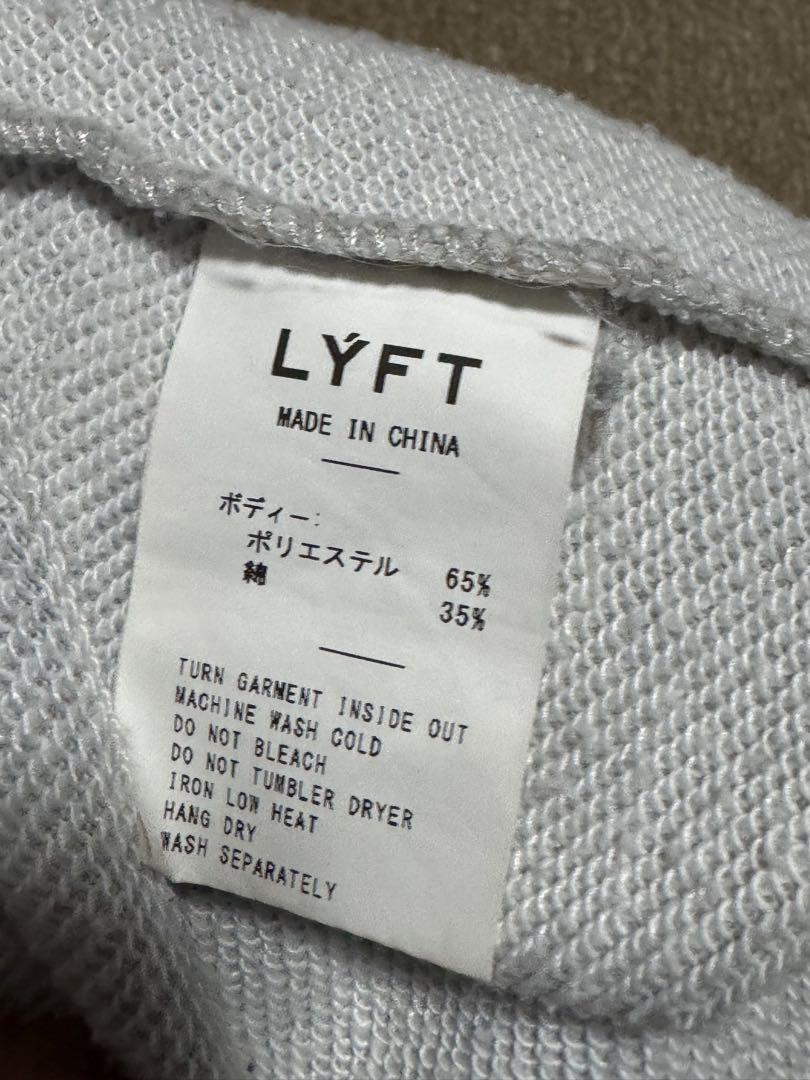 LÝFT
MADE IN CHINA
ボディー:
ポリエステル 65%
綿 35%
TURN GARMENT INSIDE OUT
MACHINE WASH COLD
DO NOT BLEACH
DO NOT TUMBLER DRYER
IRON LOW HEAT
HANG DRY
WASH SEPARATELY